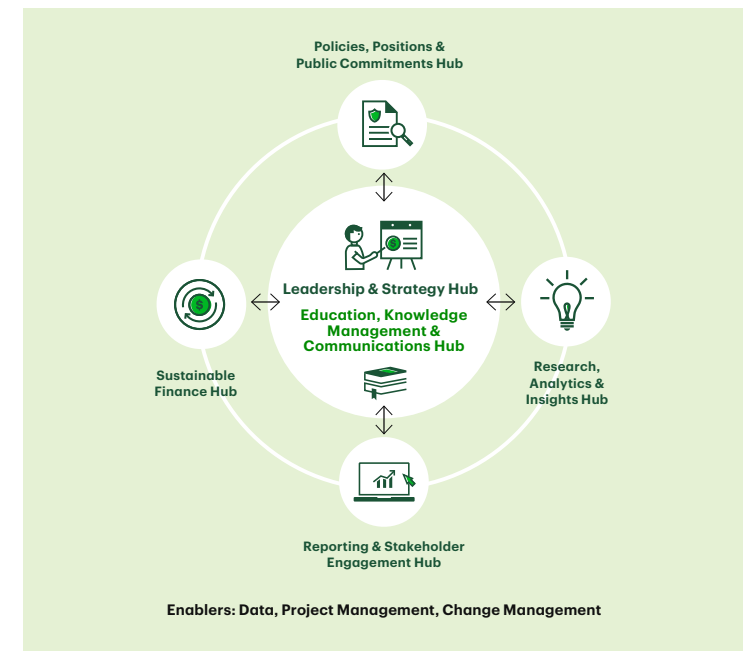 Policies, Positions &
Public Commitments Hub
$
Leadership & Strategy Hub
Education, Knowledge
Management &
Communications Hub
$
Sustainable
Finance Hub
Research,
Analytics &
Insights Hub
Reporting & Stakeholder
Engagement Hub
Enablers: Data, Project Management, Change Management